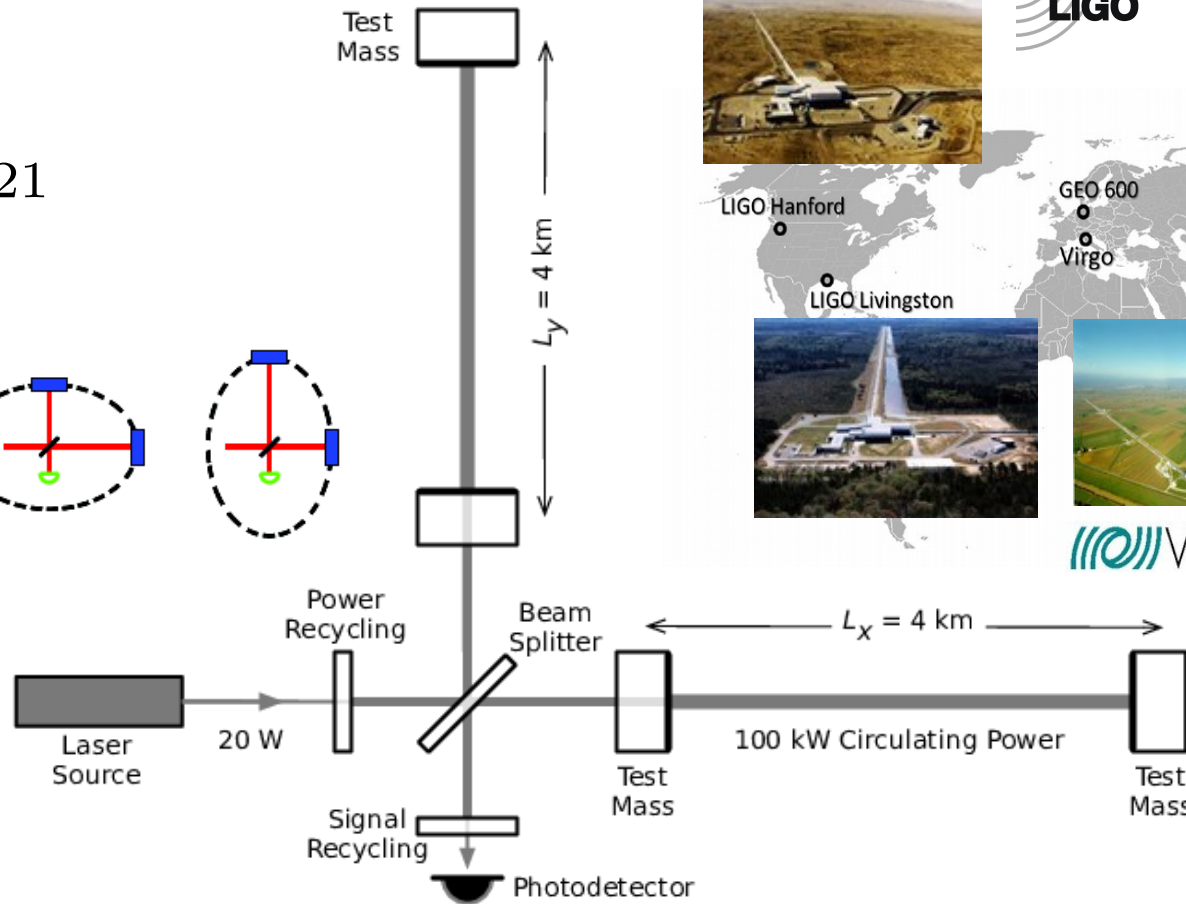 Test
Mass
LIGO
21
L_y = 4 km
LIGO Hanford
GEO 600
Virgo
LIGO Livingston
Power
Recycling
Beam
Splitter
L_x = 4 km
V
Laser
Source
20 W
100 kW Circulating Power
Test
Mass
Test
Mass
Signal
Recycling
Photodetector